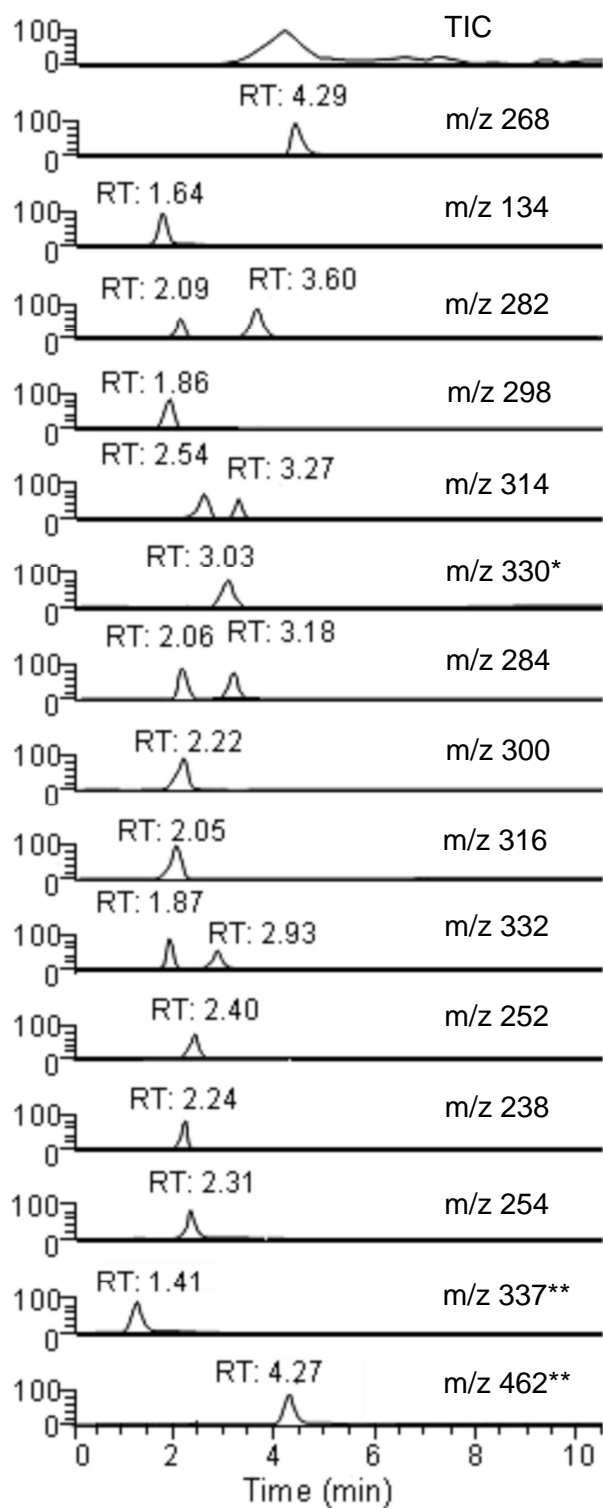 100
TIC
0
RT: 4.29
100
m/z 268
0
RT: 1.64
100
m/z 134
0
RT: 2.09 RT: 3.60
100
m/z 282
0
RT: 1.86
100
m/z 298
0
RT: 2.54 RT: 3.27
100
m/z 314
0
RT: 3.03
100
m/z 330*
0
RT: 2.06 RT: 3.18
100
m/z 284
0
RT: 2.22
100
m/z 300
0
RT: 2.05
100
m/z 316
0
RT: 1.87 RT: 2.93
100
m/z 332
0
RT: 2.40
100
m/z 252
0
RT: 2.24
100
m/z 238
0
RT: 2.31
100
m/z 254
0
RT: 1.41
100
m/z 337**
0
RT: 4.27
100
m/z 462**
0
0 2 4 6 8 10
Time (min)